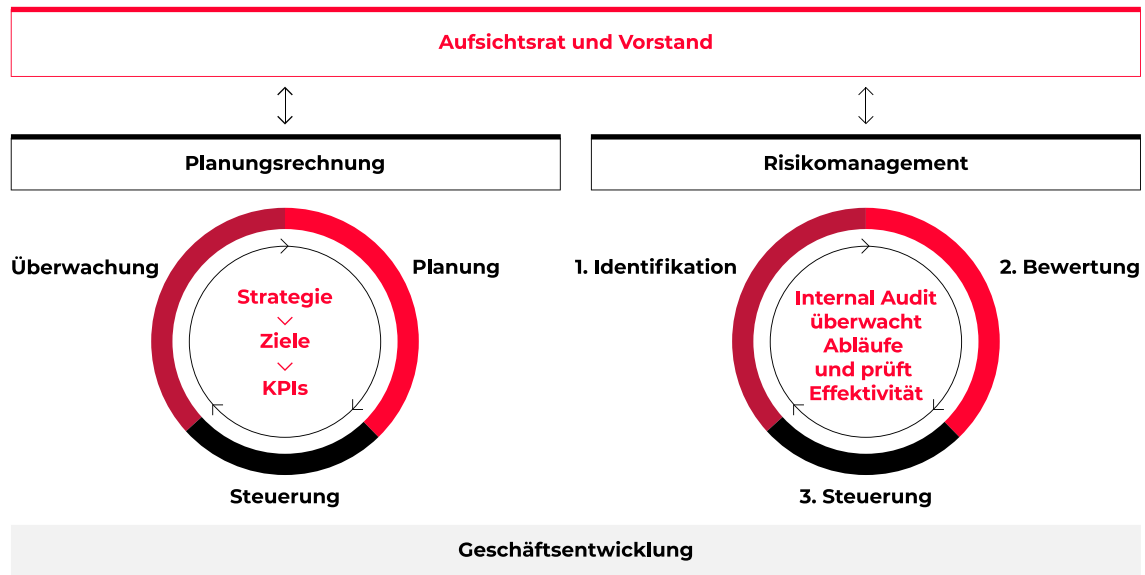 Aufsichtsrat und Vorstand
Planungsrechnung
Überwachung
Planung
Strategie
Ziele
KPIs
Steuerung
Risikomanagement
1. Identifikation
2. Bewertung
Internal Audit
überwacht
Abläufe
und prüft
Effektivität
3. Steuerung
Geschäftsentwicklung